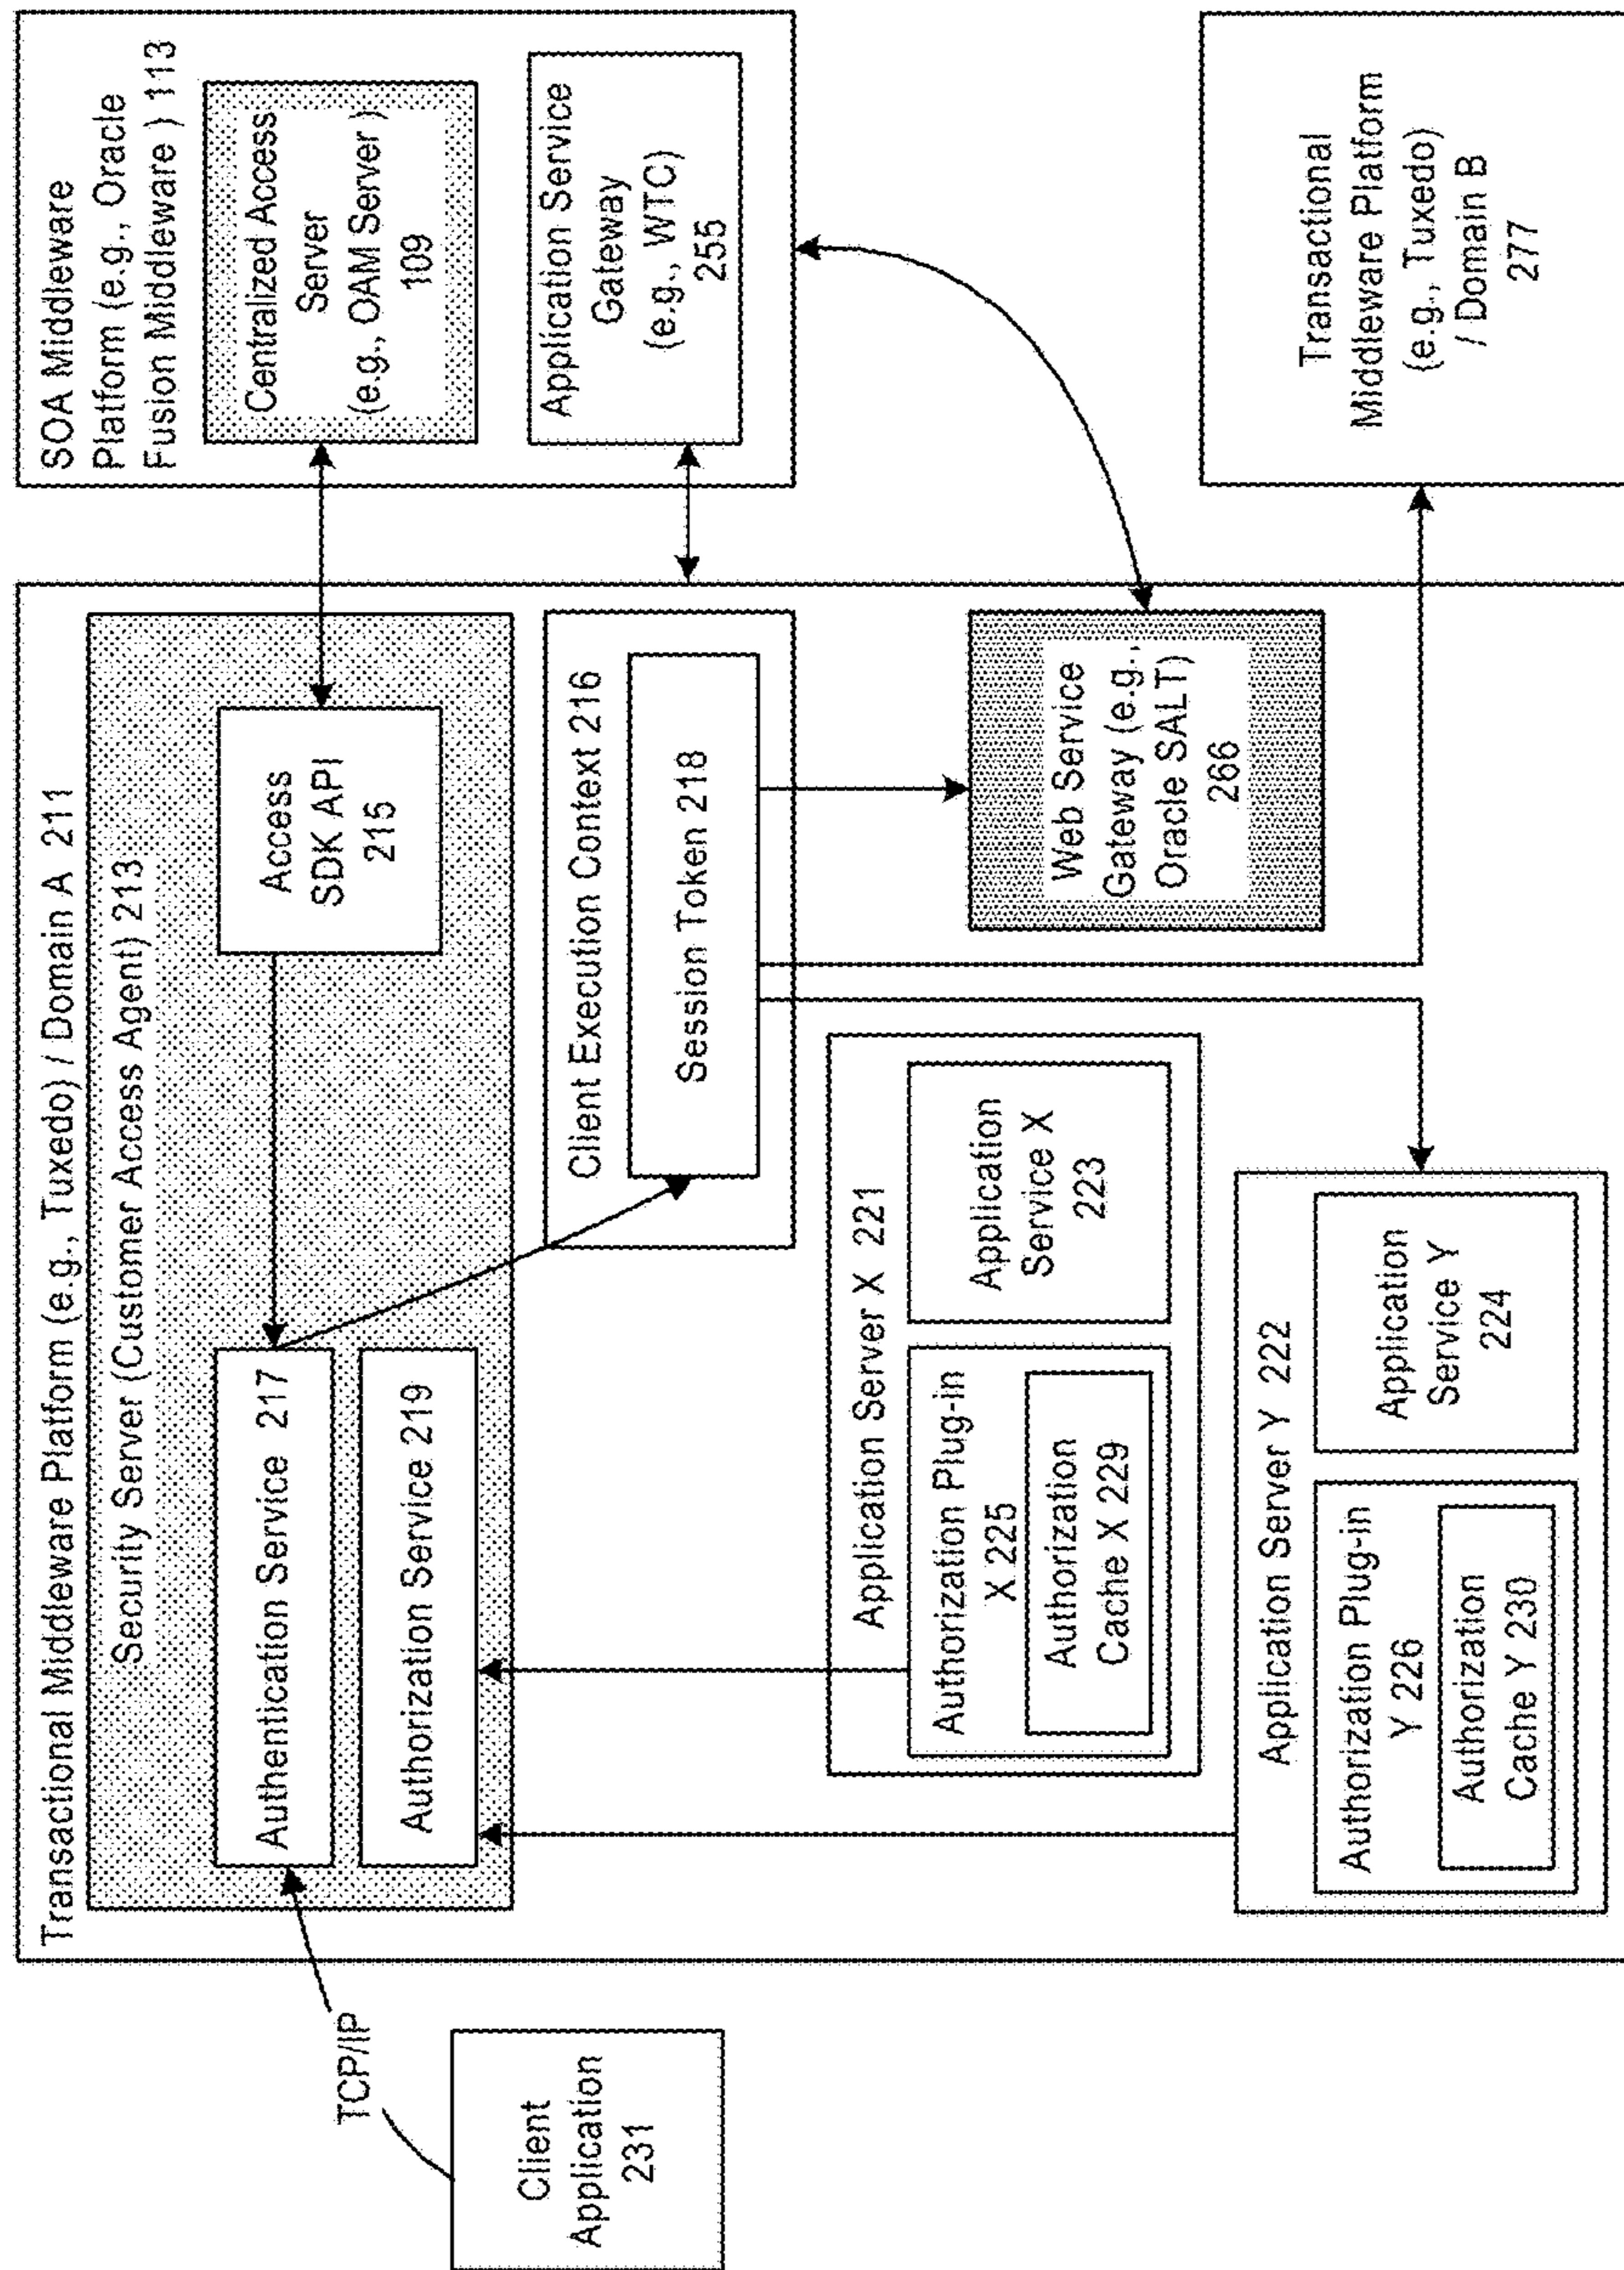 Transactional Middleware Platform (e.g., Tuxedo) / Domain A 211
Security Server (Customer Access Agent) 213
Authentication Service 217
Authorization Service 219
Access
SDK API
215
Client Execution Context 216
Session Token 218
Application Server X 221
Authorization Plug-in
X 225
Authorization
Cache X 229
Application
Service X
223
Web Service
Gateway (e.g.,
Oracle SALT)
266
Application Server Y 222
Authorization Plug-in
Y 226
Authorization
Cache Y 230
Application
Service Y
224
TCP/IP
Client
Application
231
SOA Middleware
Platform (e.g., Oracle
Fusion Middleware ) 113
Centralized Access
Server
(e.g., OAM Server )
109
Application Service
Gateway
(e.g., WTC)
255
Transactional
Middleware Platform
(e.g., Tuxedo)
/ Domain B
277